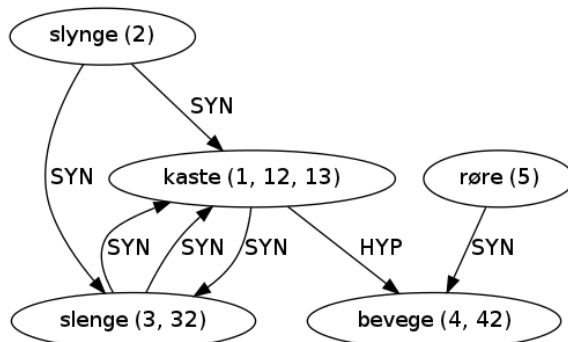 slynge (2)
SYN
kaste (1, 12, 13)
røre (5)
SYN
SYN
SYN
SYN
HYP
SYN
slenge (3, 32)
bevege (4, 42)